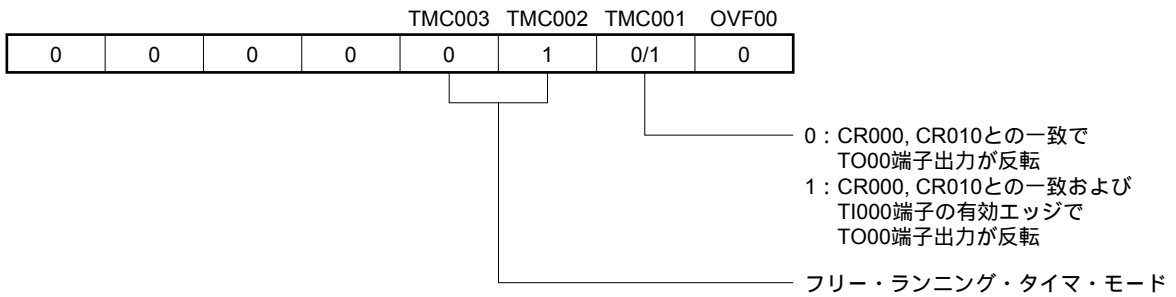 TMC003 TMC002 TMC001 OVF00
0 0 0 0 0 1 0/1 0
0：CR000, CR010との一致で
TO00端子出力が反転
1：CR000, CR010との一致および
TI000端子の有効エッジで
TO00端子出力が反転
フリー・ランニング・タイマ・モード